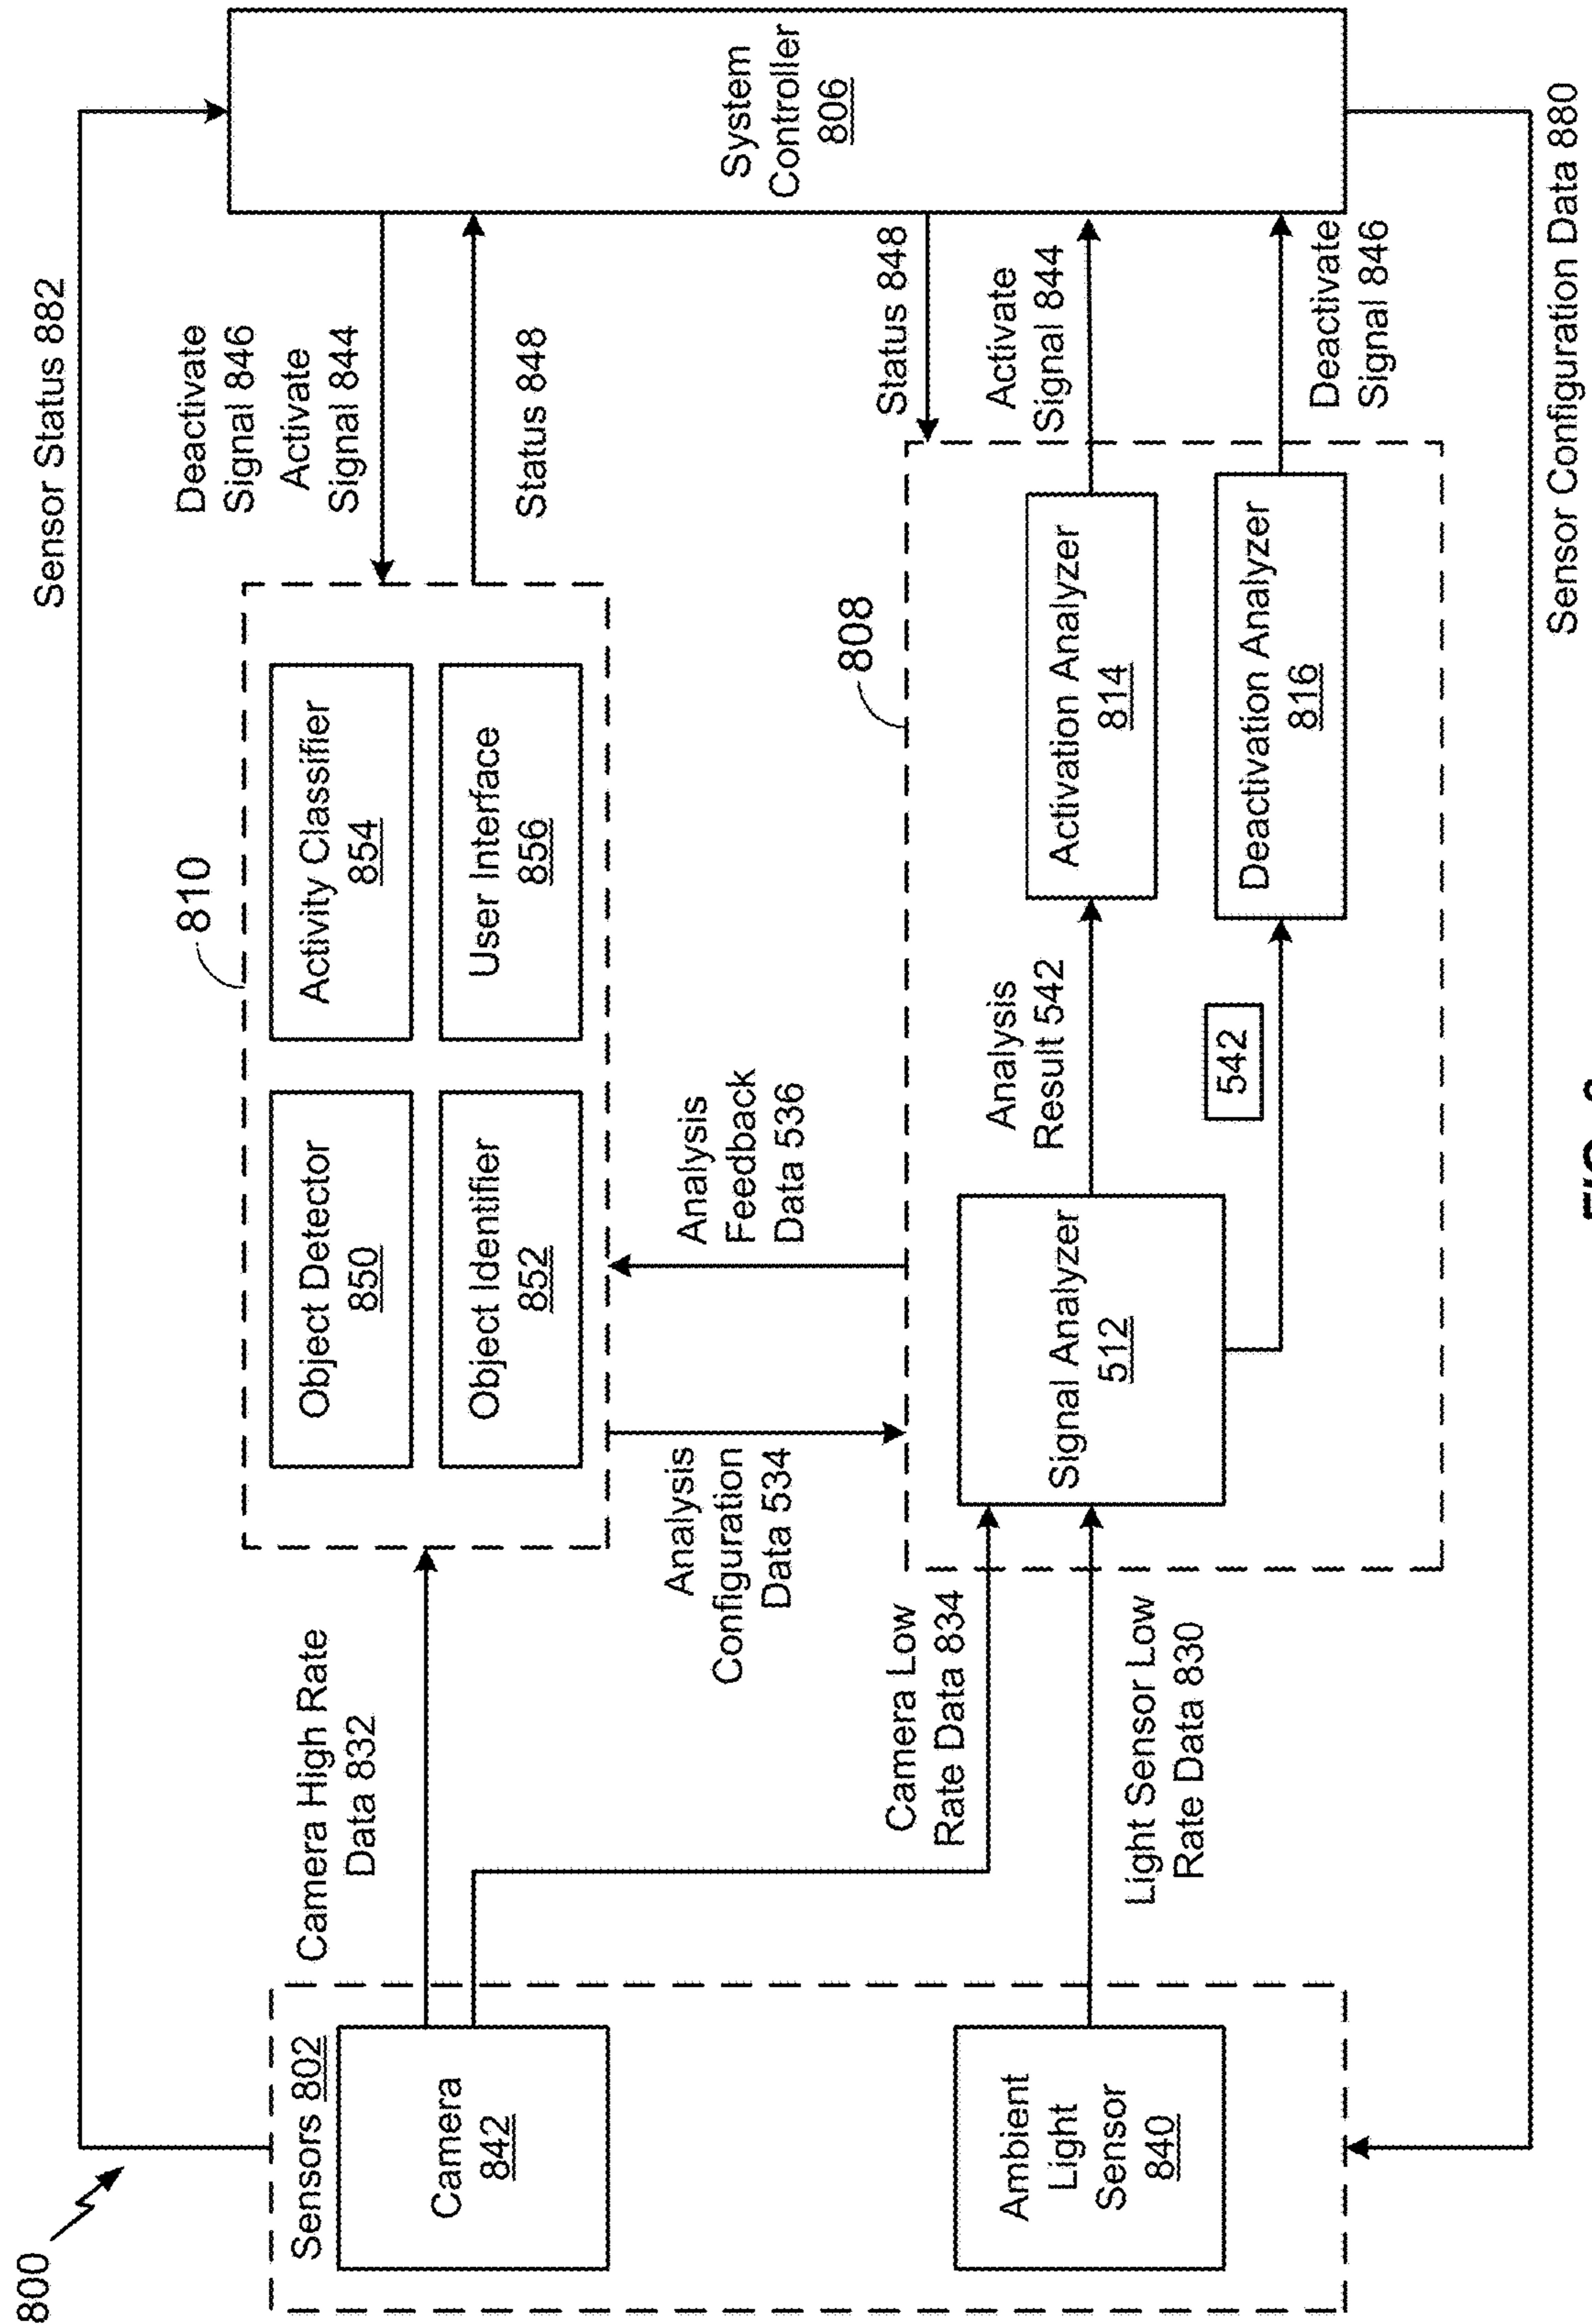 800
Sensor Status 882
Sensors 802
Camera
842
Ambient
Light
Sensor
840
Camera High Rate
Data 832
Camera Low
Rate Data 834
Light Sensor Low
Rate Data 830
810
Object Detector
850
Activity Classifier
854
Object Identifier
852
User Interface
856
Deactivate
Signal 846
Activate
Signal 844
Status 848
Analysis
Configuration
Data 534
Analysis
Feedback
Data 536
808
Signal Analyzer
512
Analysis
Result 542
542
Activation Analyzer
814
Deactivation Analyzer
816
Status 848
Activate
Signal 844
Deactivate
Signal 846
System
Controller
806
Sensor Configuration Data 880